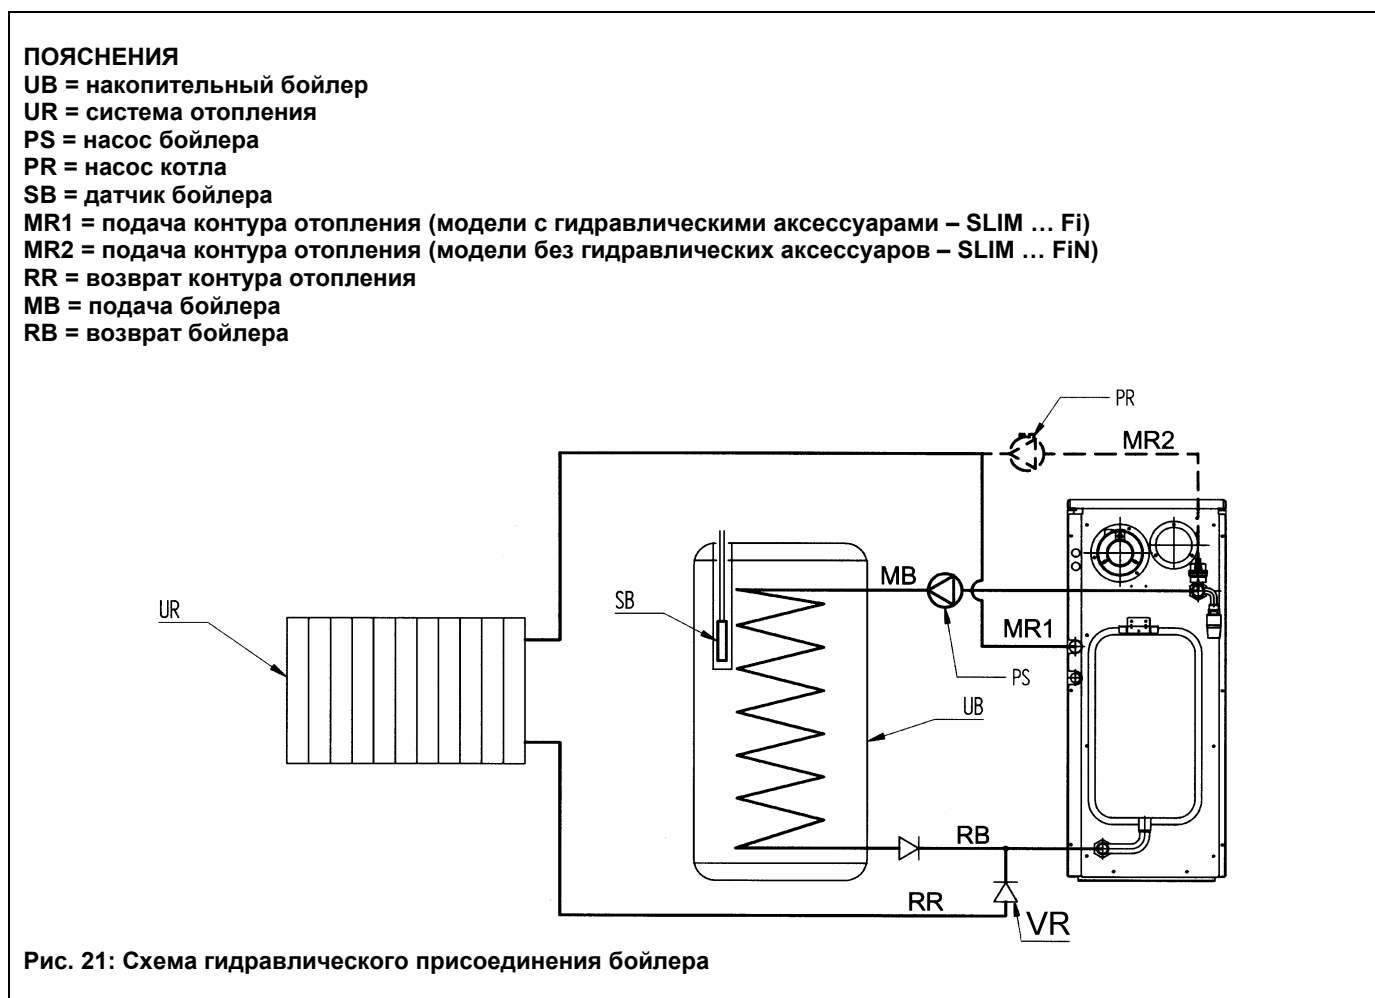 ПОЯСНЕНИЯ
UB = накопительный бойлер
UR = система отопления
PS = насос бойлера
PR = насос котла
SB = датчик бойлера
MR1 = подача контура отопления (модели с гидравлическими аксессуарами – SLIM … Fi)
MR2 = подача контура отопления (модели без гидравлических аксессуаров – SLIM … FiN)
RR = возврат контура отопления
MB = подача бойлера
RB = возврат бойлера
PR
MR2
MB
SB
UR
MR1
PS
UB
RB
RR
VR
Рис. 21: Схема гидравлического присоединения бойлера